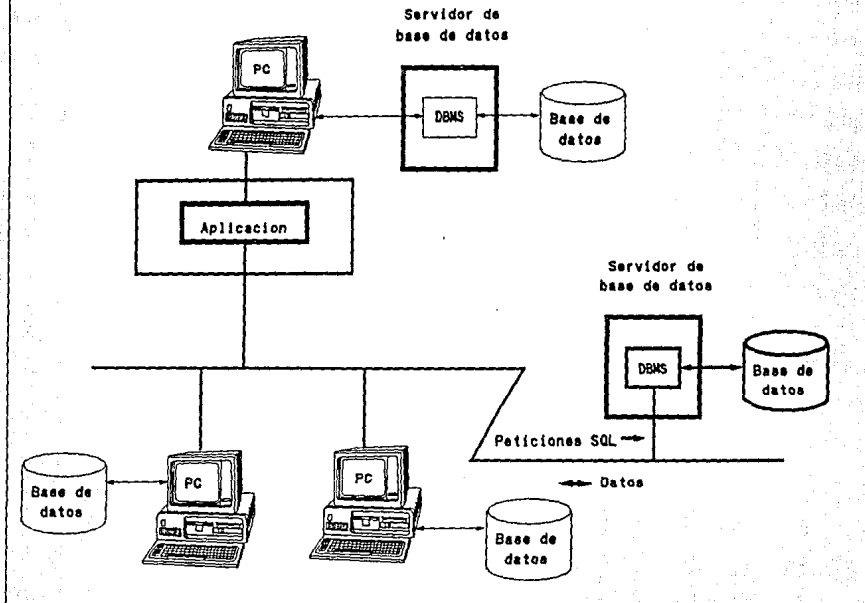 Servidor de
base de datos
PC
DBMS
Base de
datos
Aplicacion
Servidor de
base de datos
DBMS
Base de
datos
Peticiones SQL
Datos
PC
PC
Base de
datos
Base de
datos